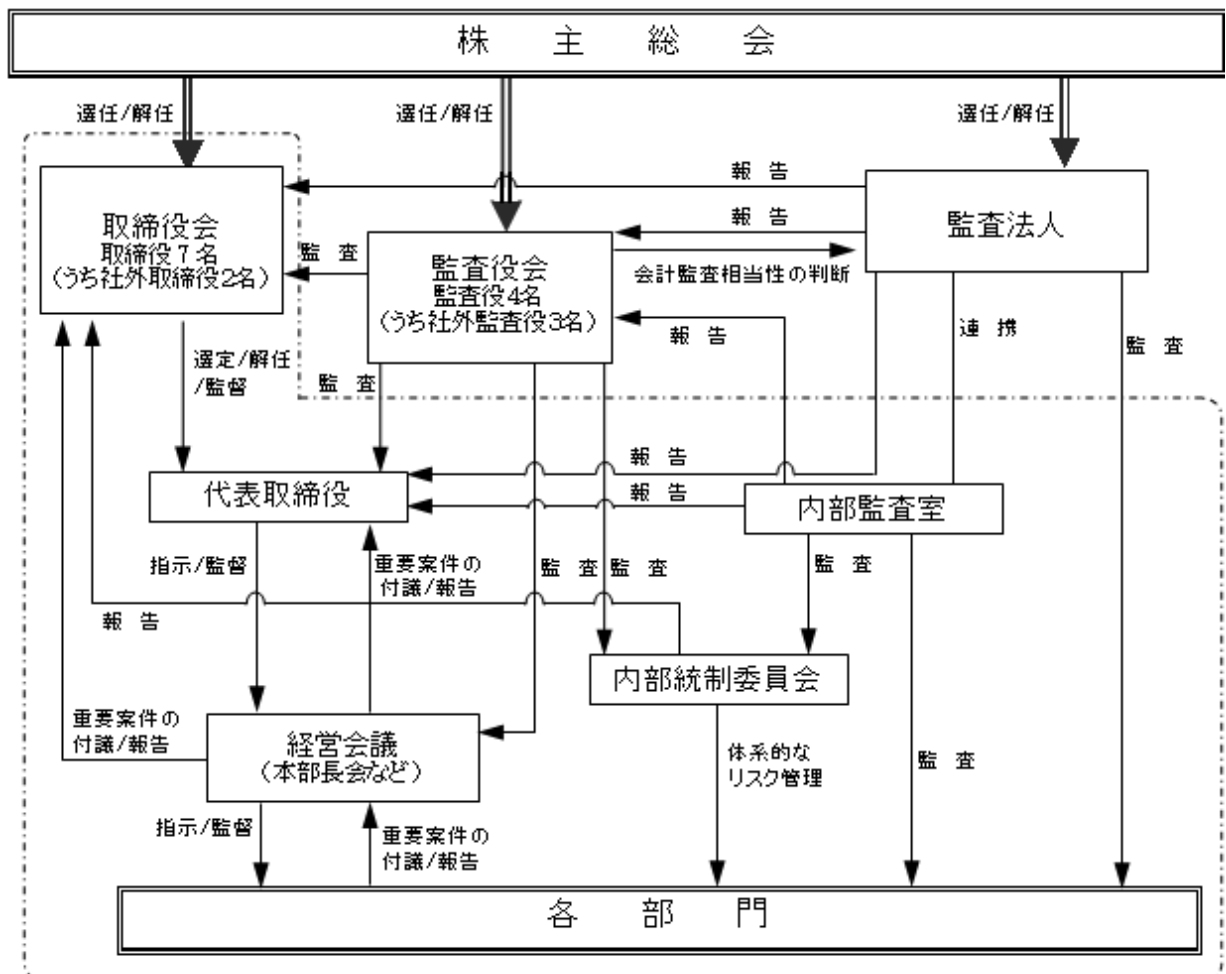 株主総会
選任/解任
選任/解任
選任/解任
報告
取締役会
取締役7名
(うち社外取締役2名)
監査
監査役会
監査役4名
(うち社外監査役3名)
報告
会計監査相当性の判断
監査法人
報告
連携
監査
選定/解任
/監督
監査
報告
代表取締役
報告
内部監査室
指示/監督
重要案件の
付議/報告
監査
監査
監査
報告
内部統制委員会
重要案件の
付議/報告
経営会議
(本部長会など)
体系的な
リスク管理
監査
指示/監督
重要案件の
付議/報告
各部門